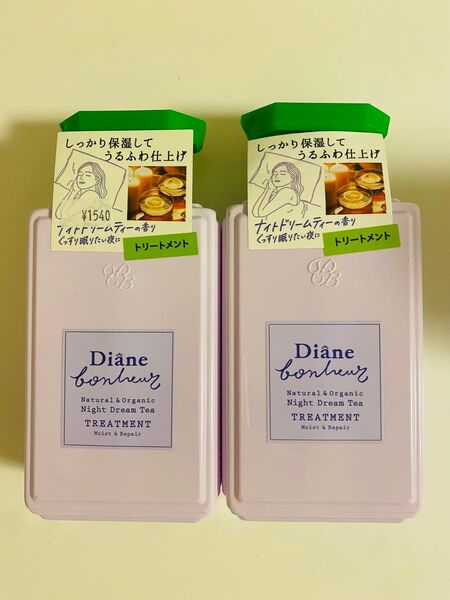 しっかり保湿して
うるふわ仕上げ
¥1540
ナイトドリームティーの香り
ぐっすり眠りたい夜に
トリートメント
Diâne
bonheur
Natural & Organic
Night Dream Tea
TREATMENT
Moist & Repair
しっかり保湿して
うるふわ仕上げ
ナイトドリームティーの香り
ぐっすり眠りたい夜に
トリートメント
Diâne
bonheur
Natural & Organic
Night Dream Tea
TREATMENT
Moist & Repair